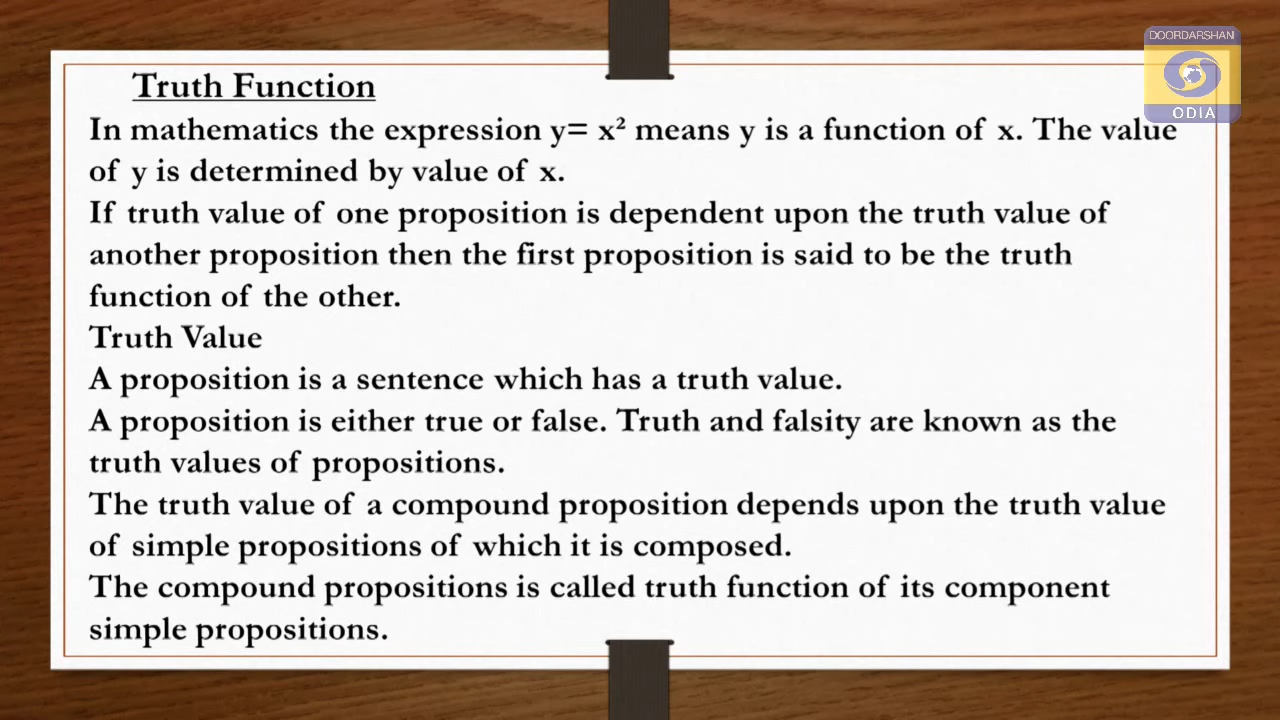 DOORDARSHAN
ODIA
Truth Function
In mathematics the expression y= x² means y is a function of x. The value
of y is determined by value of x.
If truth value of one proposition is dependent upon the truth value of
another proposition then the first proposition is said to be the truth
function of the other.
Truth Value
A proposition is a sentence which has a truth value.
A proposition is either true or false. Truth and falsity are known as the
truth values of propositions.
The truth value of a compound proposition depends upon the truth value
of simple propositions of which it is composed.
The compound propositions is called truth function of its component
simple propositions.